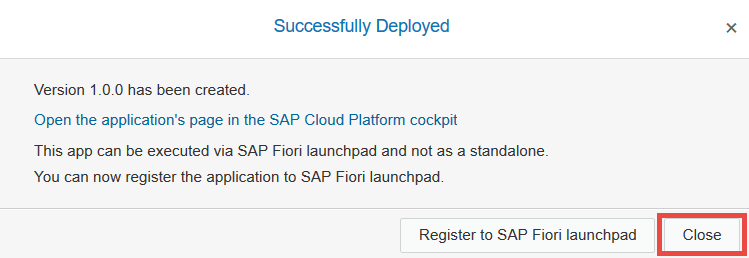 Successfully Deployed
Version 1.0.0 has been created.
Open the application's page in the SAP Cloud Platform cockpit
This app can be executed via SAP Fiori launchpad and not as a standalone.
You can now register the application to SAP Fiori launchpad.
Register to SAP Fiori launchpad
Close